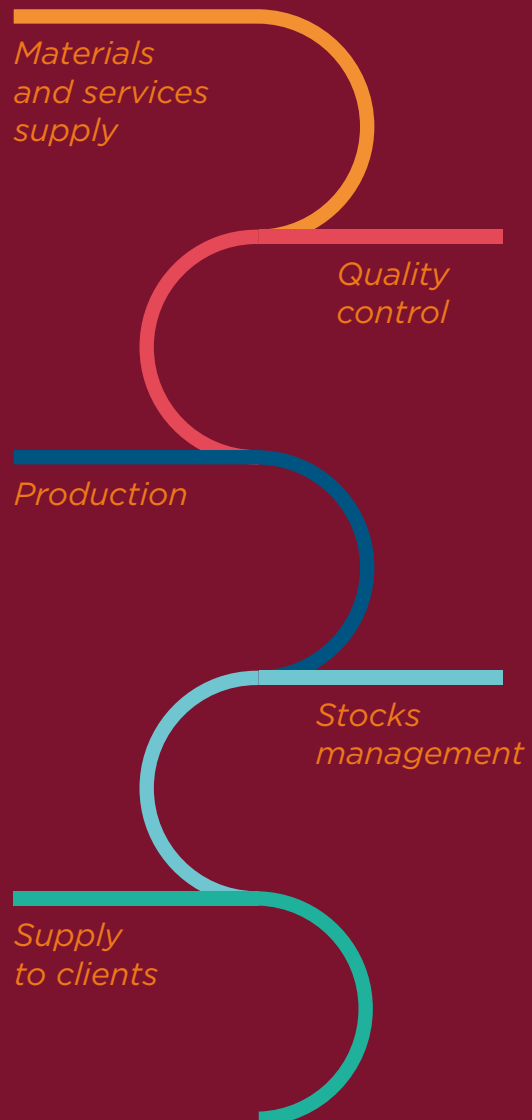 Materials
and services
supply
Quality
control
Production
Stocks
management
Supply
to clients